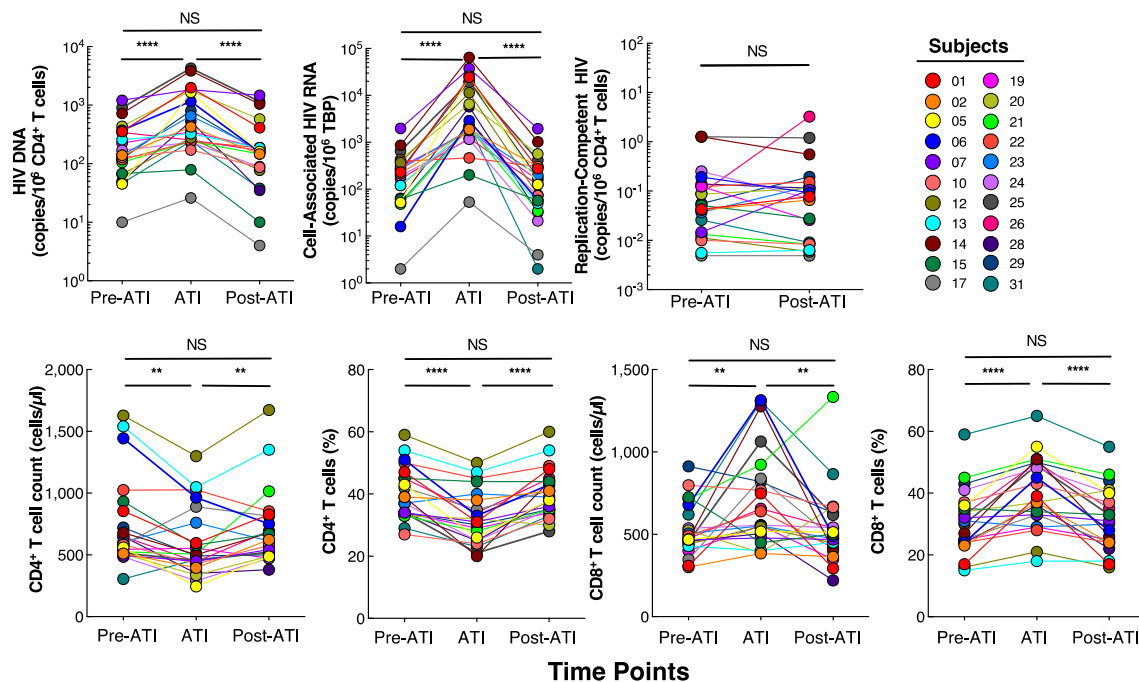 NS
**** ****
HIV DNA
(copies/10⁶ CD4⁺ T cells)
10⁴
10³
10²
10¹
10⁰
Pre-ATI ATI Post-ATI
NS
**** ****
Cell-Associated HIV RNA
(copies/10⁶ TBP)
10⁵
10⁴
10³
10²
10¹
10⁰
Pre-ATI ATI Post-ATI
NS
Replication-Competent HIV
(copies/10⁶ CD4⁺ T cells)
10²
10¹
10⁰
10⁻¹
10⁻²
10⁻³
Pre-ATI Post-ATI
Subjects
01 19
02 20
05 21
06 22
07 23
10 24
12 25
13 26
14 28
15 29
17 31
NS
** **
CD4⁺ T cell count (cells/µl)
2,000
1,500
1,000
500
0
Pre-ATI ATI Post-ATI
NS
**** ****
CD4⁺ T cells (%)
80
60
40
20
0
Pre-ATI ATI Post-ATI
NS
** **
CD8⁺ T cell count (cells/µl)
1,500
1,000
500
0
Pre-ATI ATI Post-ATI
NS
**** ****
CD8⁺ T cells (%)
80
60
40
20
0
Pre-ATI ATI Post-ATI
Time Points